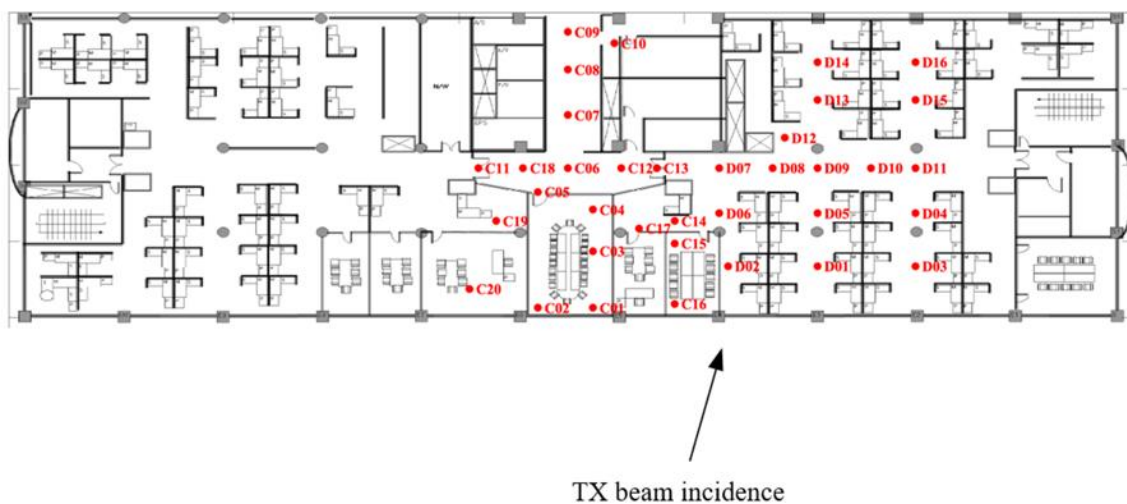 C09
C10
D14
D16
C08
N/W
D13
D15
C07
D12
C11
C18
C06
C12
C13
D07
D08
D09
D10
D11
C05
C04
D06
D05
D04
C19
C14
C17
C15
C03
D02
D01
D03
C20
C02
C01
C16
TX beam incidence